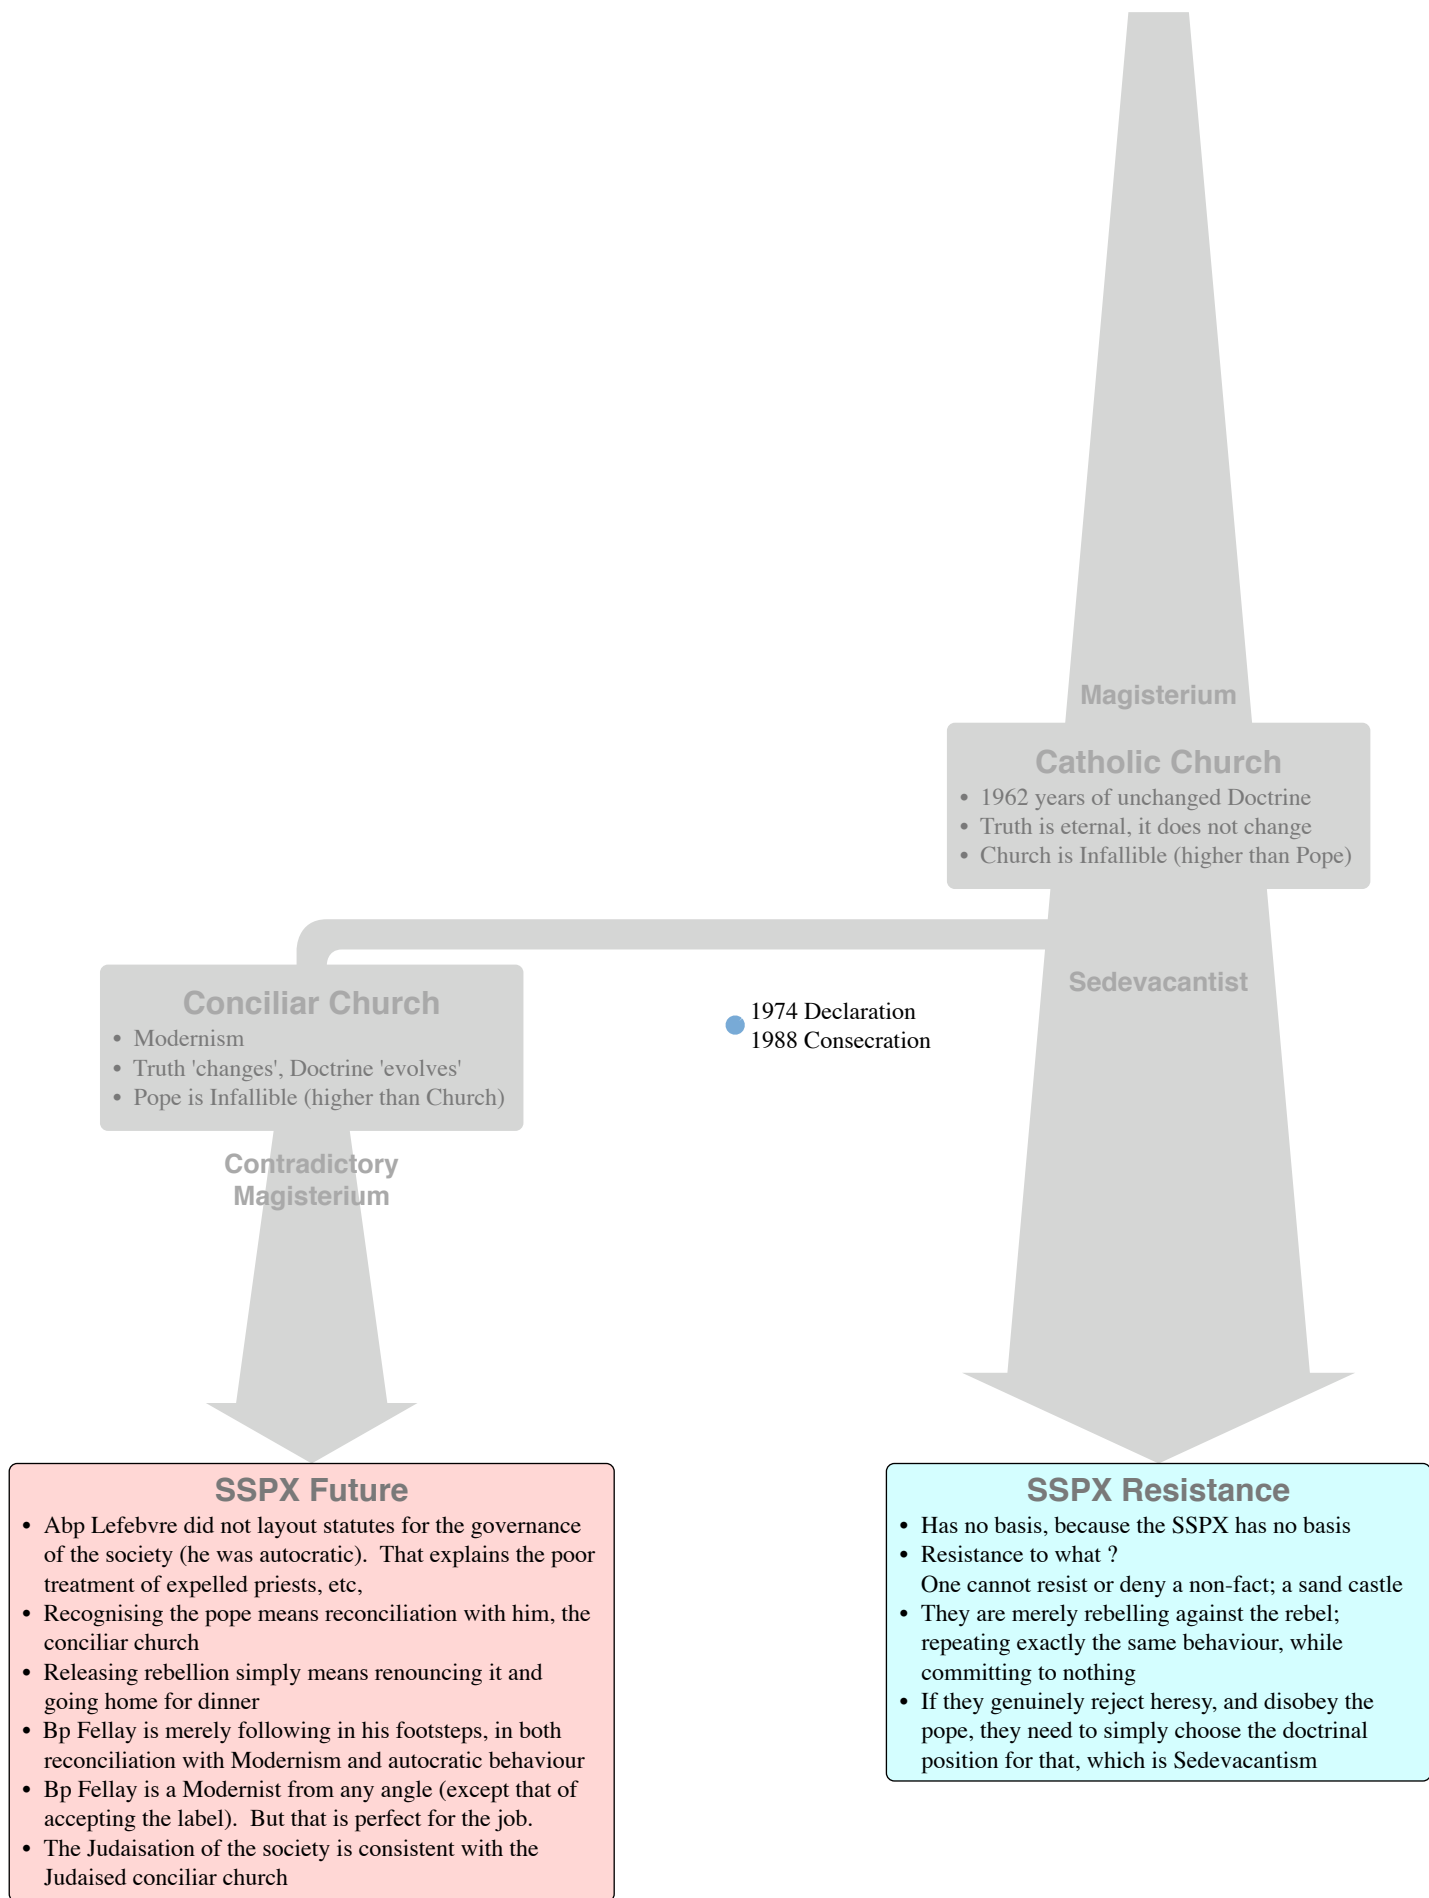 Magisterium
Catholic Church
• 1962 years of unchanged Doctrine
• Truth is eternal, it does not change
• Church is Infallible (higher than Pope)
Sedevacantist
Conciliar Church
• Modernism
• Truth 'changes', Doctrine 'evolves'
• Pope is Infallible (higher than Church)
1974 Declaration
1988 Consecration
Contradictory
Magisterium
SSPX Future
• Abp Lefebvre did not layout statutes for the governance
of the society (he was autocratic).  That explains the poor
treatment of expelled priests, etc,
• Recognising the pope means reconciliation with him, the
conciliar church
• Releasing rebellion simply means renouncing it and
going home for dinner
• Bp Fellay is merely following in his footsteps, in both
reconciliation with Modernism and autocratic behaviour
• Bp Fellay is a Modernist from any angle (except that of
accepting the label).  But that is perfect for the job.
• The Judaisation of the society is consistent with the
Judaised conciliar church
SSPX Resistance
• Has no basis, because the SSPX has no basis
• Resistance to what ?
One cannot resist or deny a non-fact; a sand castle
• They are merely rebelling against the rebel;
repeating exactly the same behaviour, while
committing to nothing
• If they genuinely reject heresy, and disobey the
pope, they need to simply choose the doctrinal
position for that, which is Sedevacantism